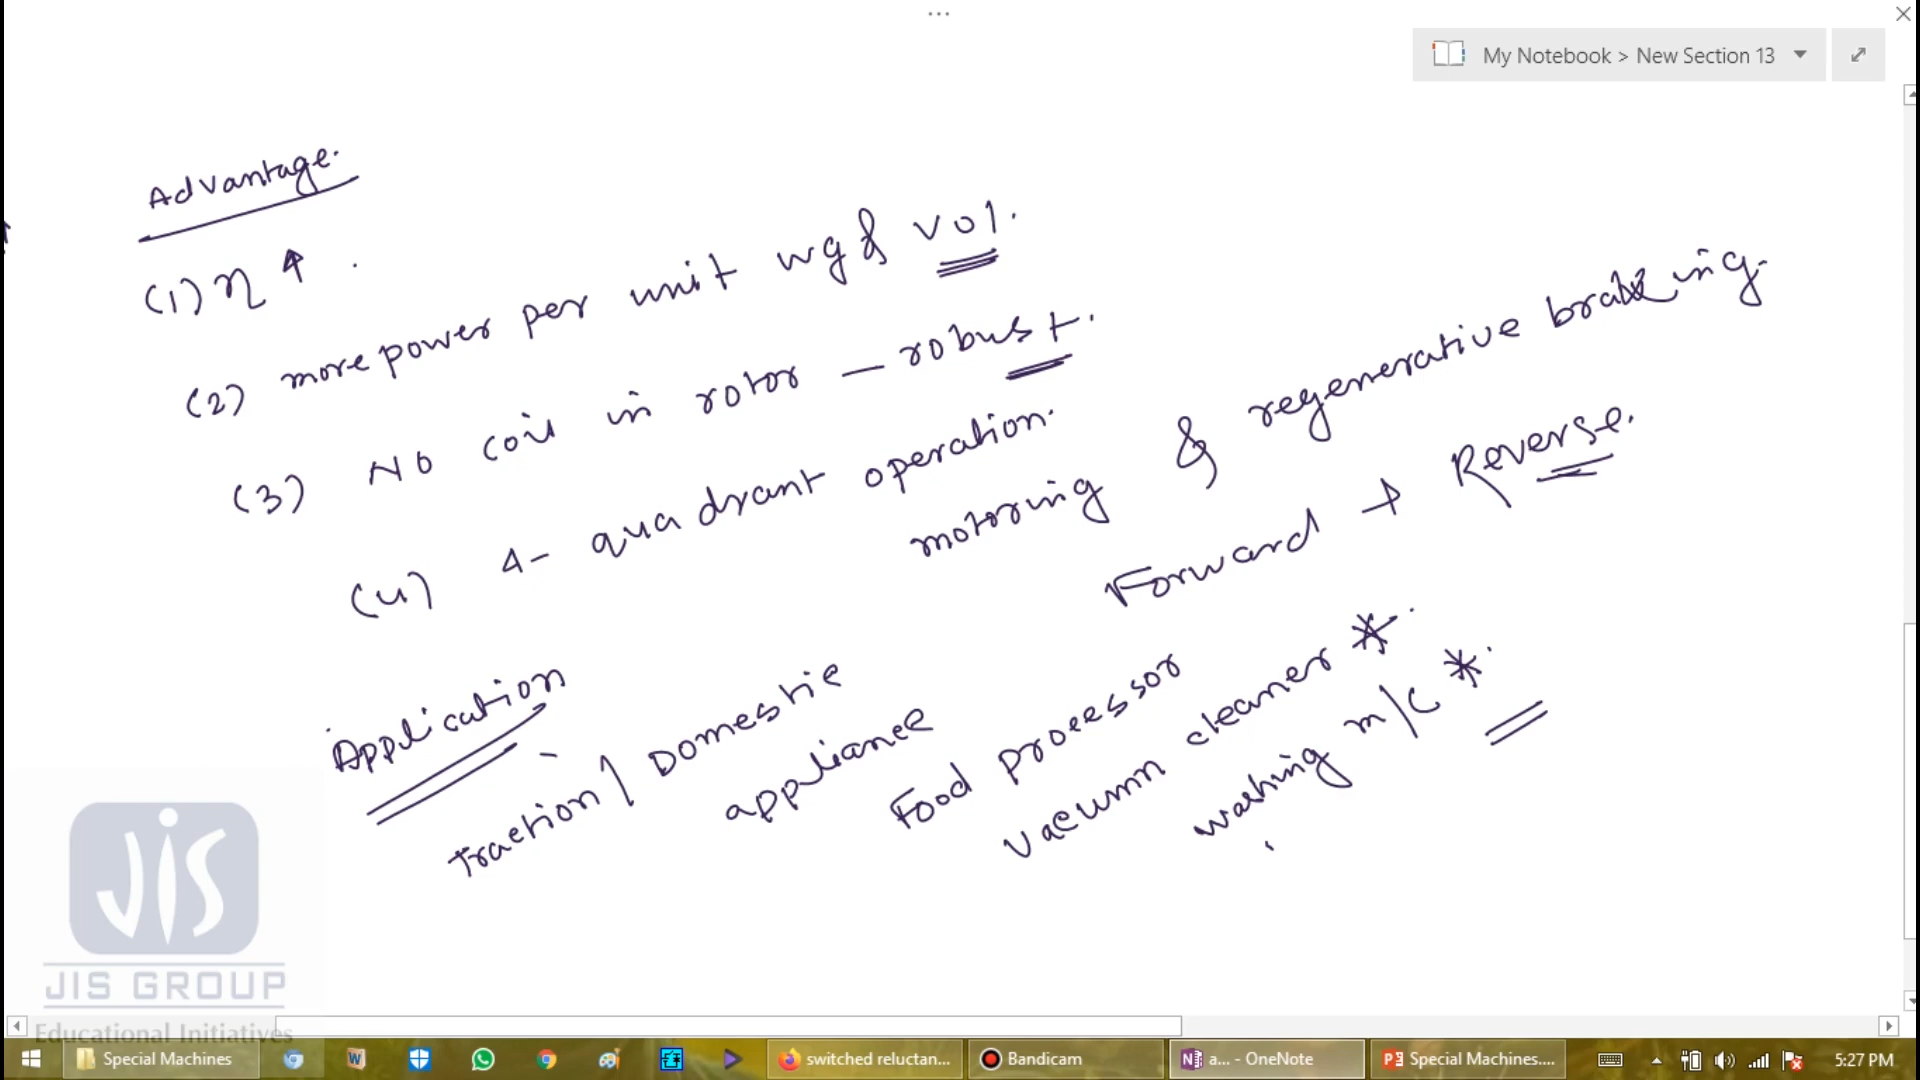 ...
My Notebook > New Section 13
Advantage.
(1) η ↑ .
(2) more power per unit wg & vol.
(3) No coil in rotor — robust.
(4) 4- quadrant operation.
motoring & regenerative braking.
Forward → Reverse.
Application -
Traction / Domestic
appliance
Food processor
Vacumn cleaner *.
washing m/c *.
JIS
JIS GROUP
Educational Initiatives
Special Machines
switched reluctan...
Bandicam
a... - OneNote
Special Machines....
5:27 PM